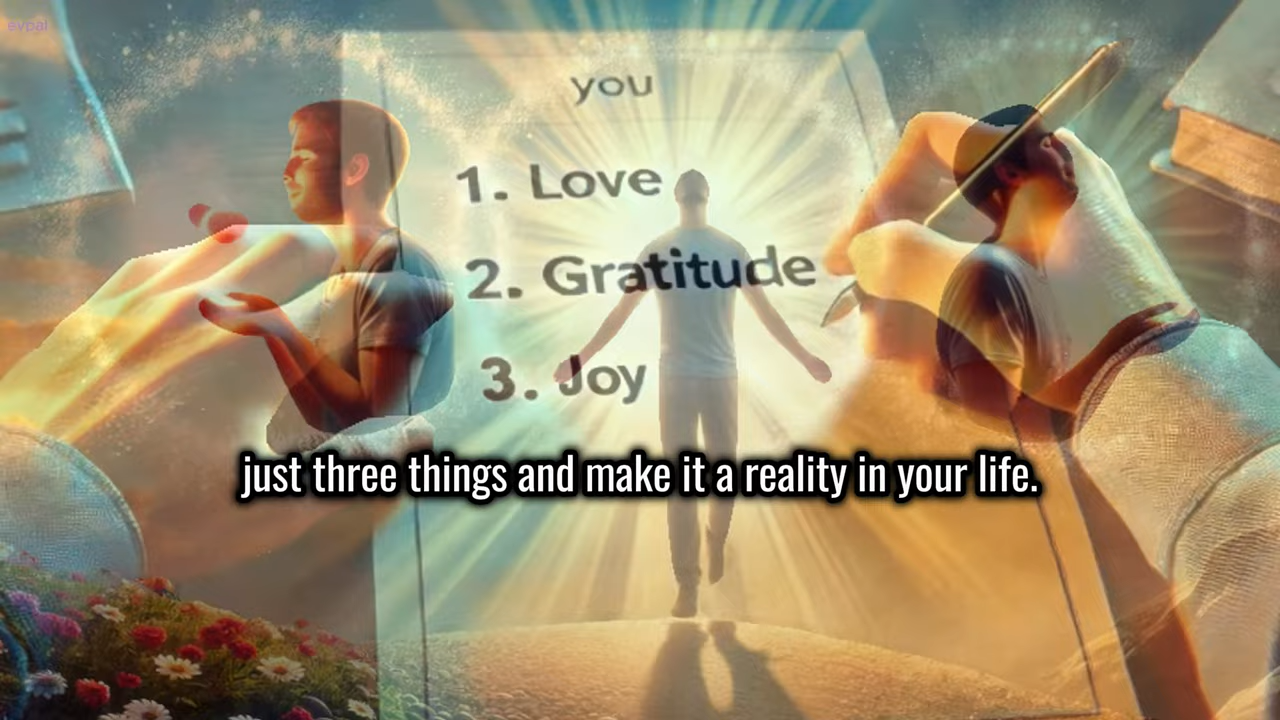 evpal
you
1. Love
2. Gratitude
3. Joy
just three things and make it a reality in your life.